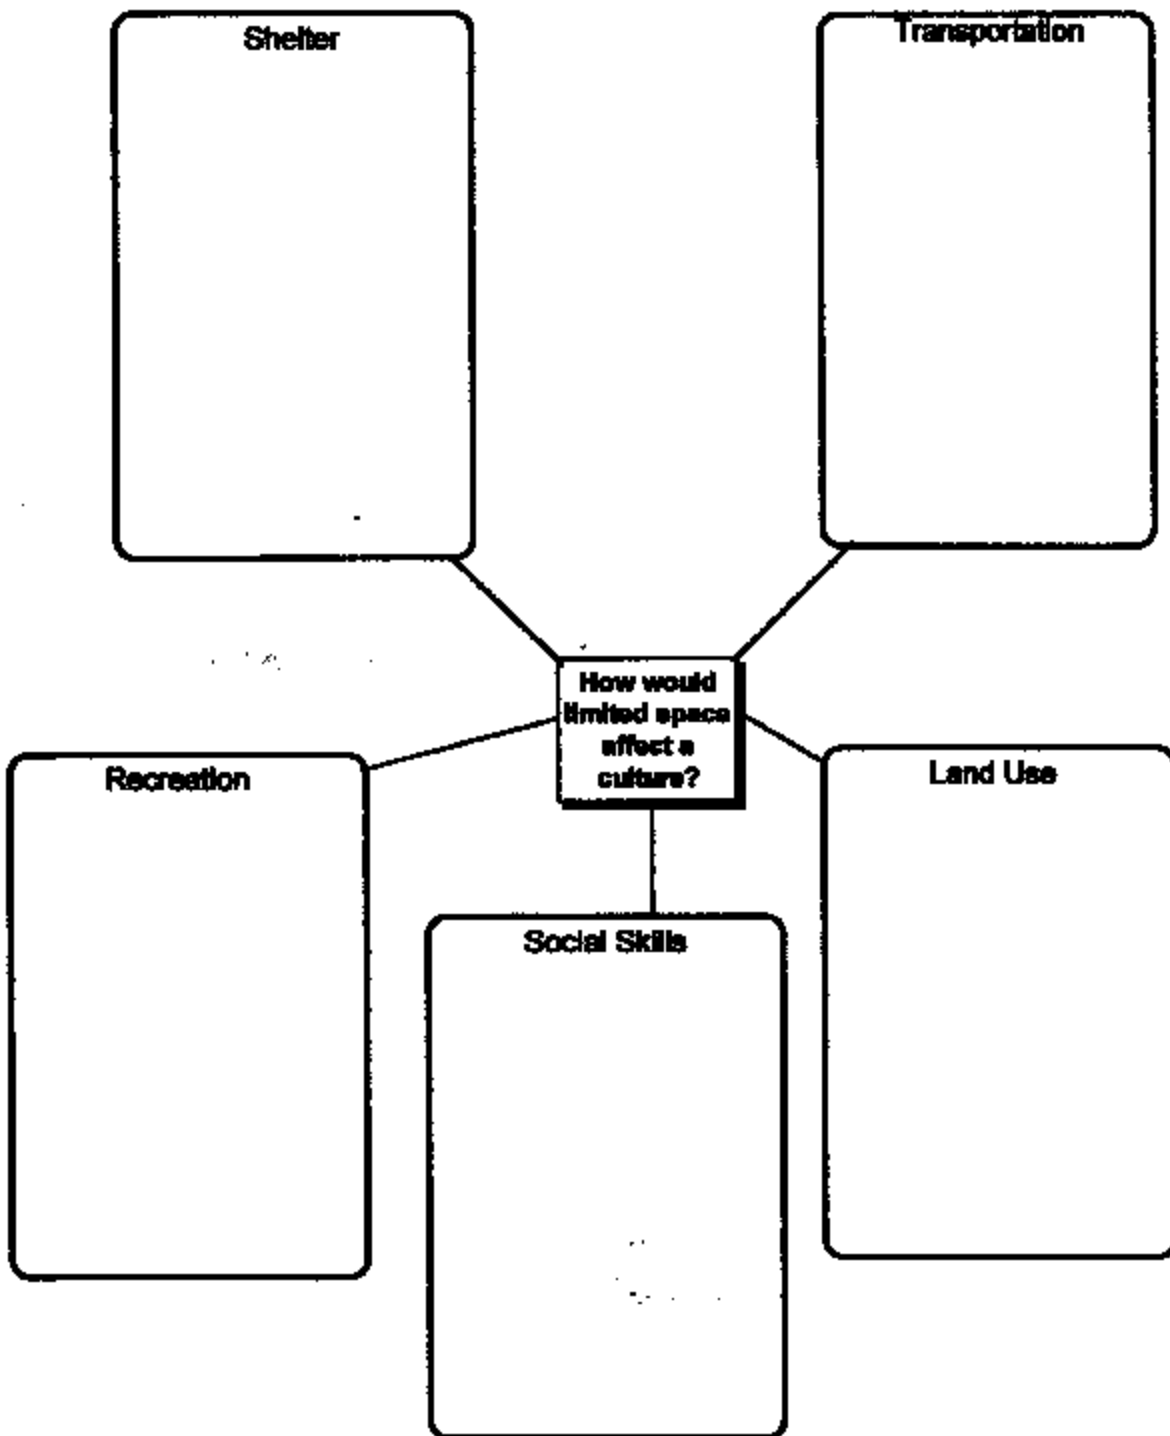 Shelter
Transportation
How would
limited space
affect a
culture?
Recreation
Land Use
Social Skills